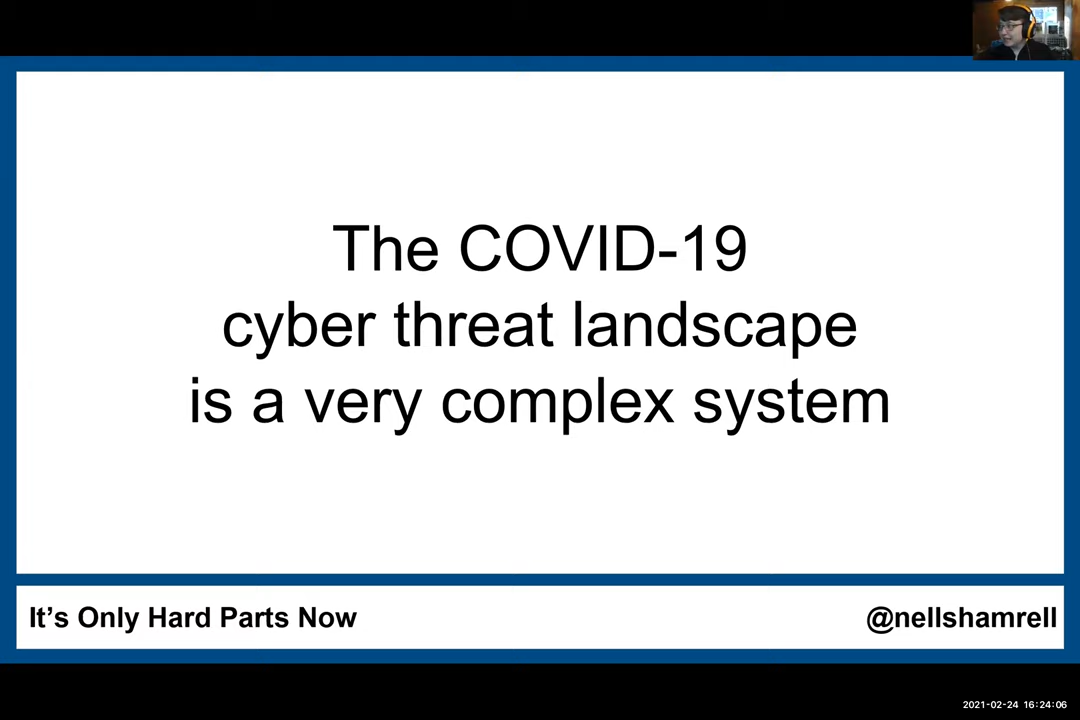 The COVID-19
cyber threat landscape
is a very complex system
It’s Only Hard Parts Now
@nellshamrell
2021-02-24 16:24:06